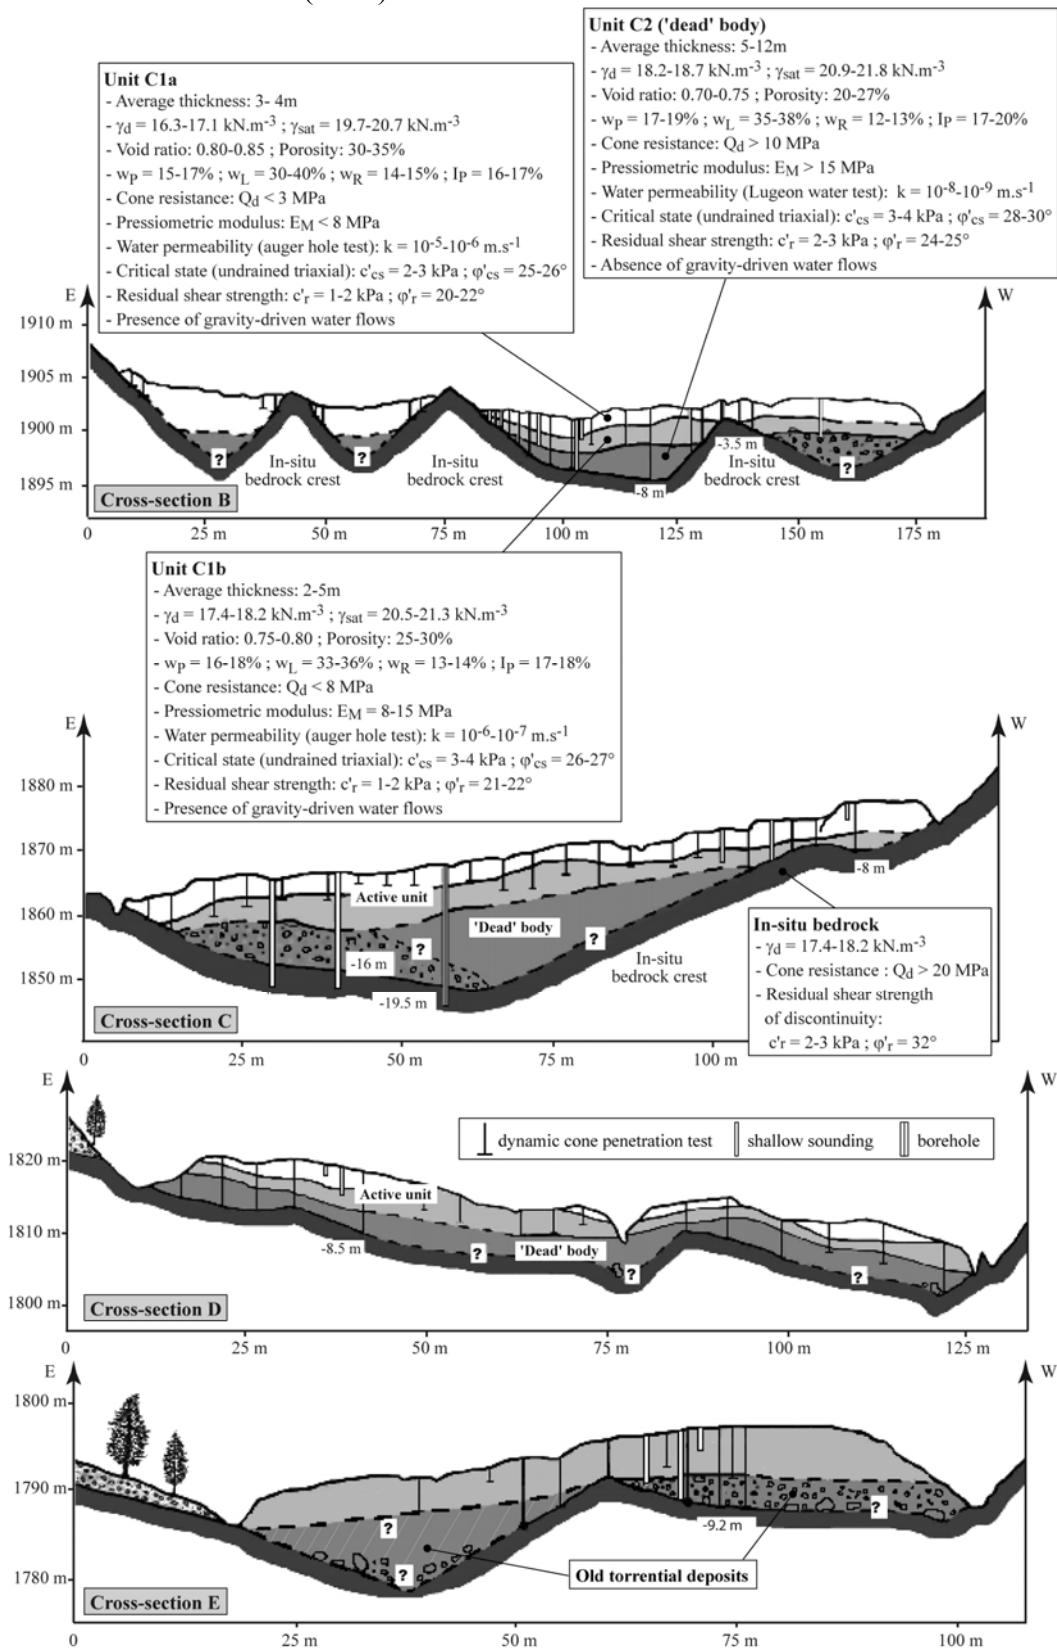 Unit C2 ('dead' body)
- Average thickness: 5-12m
- γd = 18.2-18.7 kN.m-3 ; γsat = 20.9-21.8 kN.m-3
- Void ratio: 0.70-0.75 ; Porosity: 20-27%
- wP = 17-19% ; wL = 35-38% ; wR = 12-13% ; IP = 17-20%
- Cone resistance: Qd > 10 MPa
- Pressiometric modulus: EM > 15 MPa
- Water permeability (Lugeon water test): k = 10-8-10-9 m.s-1
- Critical state (undrained triaxial): c'cs = 3-4 kPa ; φ'cs = 28-30°
- Residual shear strength: c'r = 2-3 kPa ; φ'r = 24-25°
- Absence of gravity-driven water flows
Unit C1a
- Average thickness: 3- 4m
- γd = 16.3-17.1 kN.m-3 ; γsat = 19.7-20.7 kN.m-3
- Void ratio: 0.80-0.85 ; Porosity: 30-35%
- wP = 15-17% ; wL = 30-40% ; wR = 14-15% ; IP = 16-17%
- Cone resistance: Qd < 3 MPa
- Pressiometric modulus: EM < 8 MPa
- Water permeability (auger hole test): k = 10-5-10-6 m.s-1
- Critical state (undrained triaxial): c'cs = 2-3 kPa ; φ'cs = 25-26°
- Residual shear strength: c'r = 1-2 kPa ; φ'r = 20-22°
- Presence of gravity-driven water flows
E
W
1910 m
1905 m
1900 m
1895 m
?
In-situ
bedrock crest
?
In-situ
bedrock crest
-8 m
-3.5 m
In-situ
bedrock crest
?
Cross-section B
0
25 m
50 m
75 m
100 m
125 m
150 m
175 m
Unit C1b
- Average thickness: 2-5m
- γd = 17.4-18.2 kN.m-3 ; γsat = 20.5-21.3 kN.m-3
- Void ratio: 0.75-0.80 ; Porosity: 25-30%
- wP = 16-18% ; wL = 33-36% ; wR = 13-14% ; IP = 17-18%
- Cone resistance: Qd < 8 MPa
- Pressiometric modulus: EM = 8-15 MPa
- Water permeability (auger hole test): k = 10-6-10-7 m.s-1
- Critical state (undrained triaxial): c'cs = 3-4 kPa ; φ'cs = 26-27°
- Residual shear strength: c'r = 1-2 kPa ; φ'r = 21-22°
- Presence of gravity-driven water flows
E
W
1880 m
1870 m
1860 m
1850 m
Active unit
'Dead' body
?
?
-16 m
-19.5 m
-8 m
In-situ
bedrock crest
In-situ bedrock
- γd = 17.4-18.2 kN.m-3
- Cone resistance : Qd > 20 MPa
- Residual shear strength
of discontinuity:
c'r = 2-3 kPa ; φ'r = 32°
Cross-section C
0
25 m
50 m
75 m
100 m
E
W
dynamic cone penetration test
shallow sounding
borehole
1820 m
1810 m
1800 m
Active unit
-8.5 m
?
'Dead' body
?
?
Cross-section D
0
25 m
50 m
75 m
100 m
125 m
E
W
1800 m
1790 m
1780 m
?
?
?
-9.2 m
Old torrential deposits
Cross-section E
0
25 m
50 m
75 m
100 m